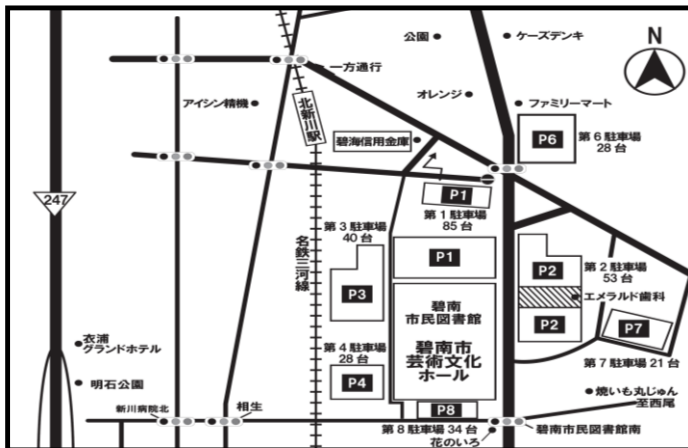 公園
ケーズデンキ
N
一方通行
アイシン精機
オレンジ
ファミリーマート
北新川駅
碧海信用金庫
P6
第6駐車場
28台
247
P1
第1駐車場
85台
第3駐車場
40台
名鉄三河線
P1
P2
第2駐車場
53台
P3
エメラルド歯科
碧南
市民図書館
P2
P7
衣浦
グランドホテル
碧南市
芸術文化
ホール
第4駐車場
28台
第7駐車場 21台
明石公園
P4
焼いも丸じゅん
至西尾
新川病院北
相生
P8
第8駐車場 34台
碧南市民図書館南
花のいろ